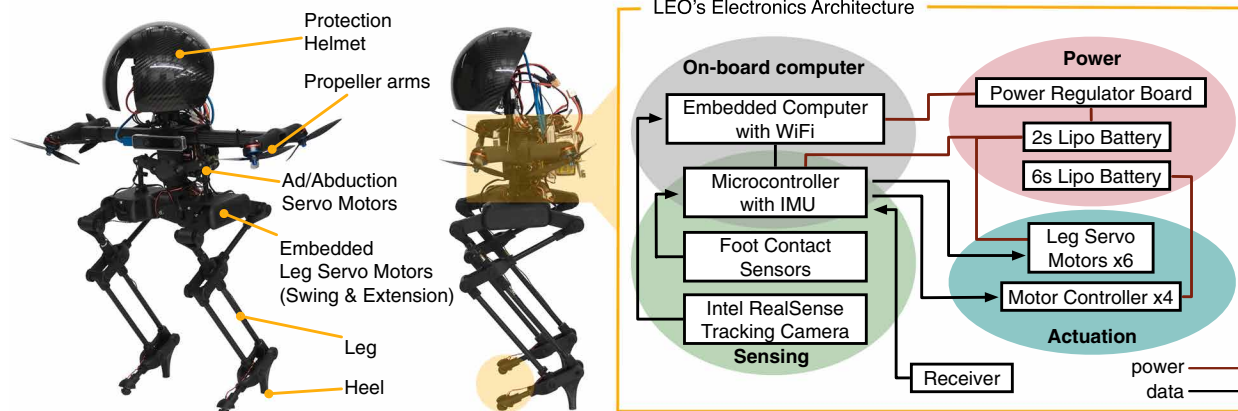 Protection
Helmet
Propeller arms
Ad/Abduction
Servo Motors
Embedded
Leg Servo Motors
(Swing & Extension)
Leg
Heel
LEO's Electronics Architecture
On-board computer
Embedded Computer
with WiFi
Microcontroller
with IMU
Foot Contact
Sensors
Intel RealSense
Tracking Camera
Sensing
Receiver
Power
Power Regulator Board
2s Lipo Battery
6s Lipo Battery
Leg Servo
Motors x6
Motor Controller x4
Actuation
power
data